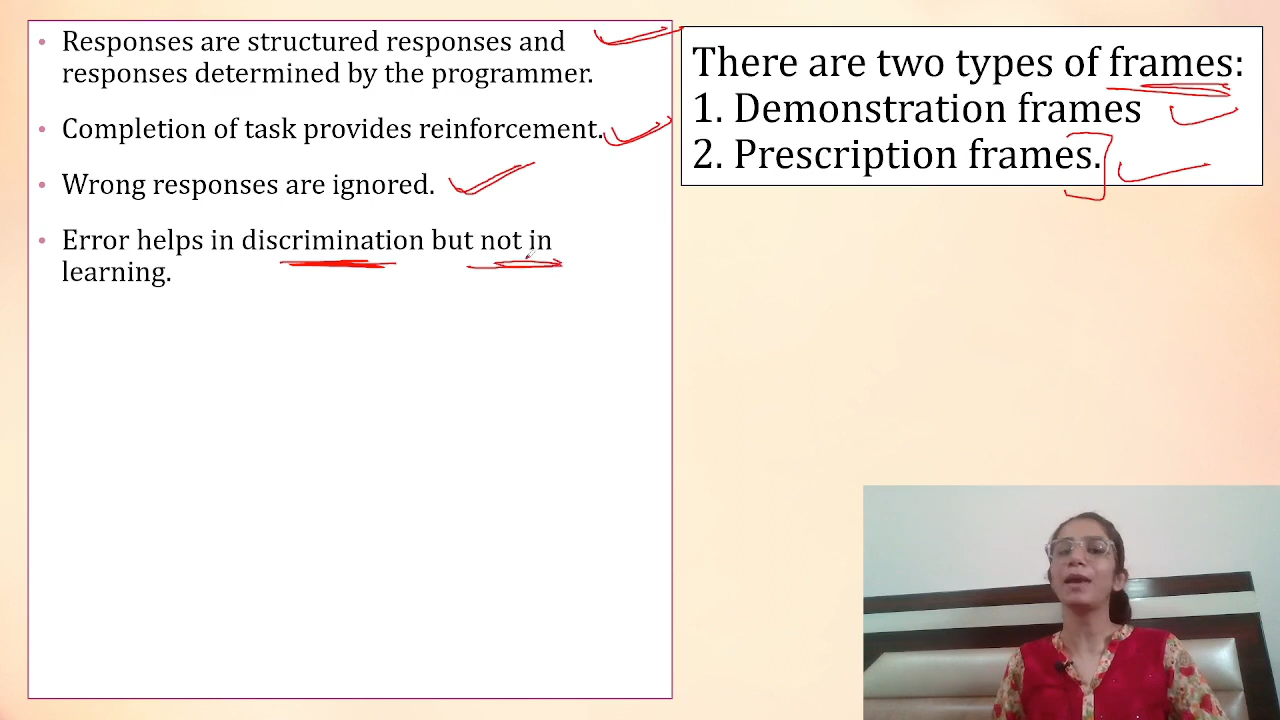 • Responses are structured responses and
responses determined by the programmer.
• Completion of task provides reinforcement.
• Wrong responses are ignored.
• Error helps in discrimination but not in
learning.
There are two types of frames:
1. Demonstration frames
2. Prescription frames.